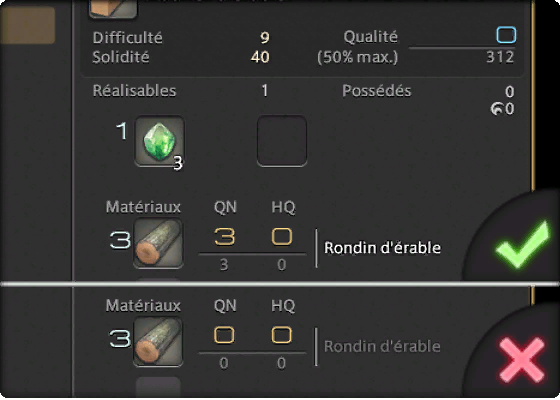 Difficulté 9 Qualité 0
Solidité 40 (50% max.) 312
Réalisables 1 Possédés 0
0
1 3
Matériaux QN HQ
3 3 0 Rondin d'érable
3 0
Matériaux QN HQ
3 0 0 Rondin d'érable
0 0